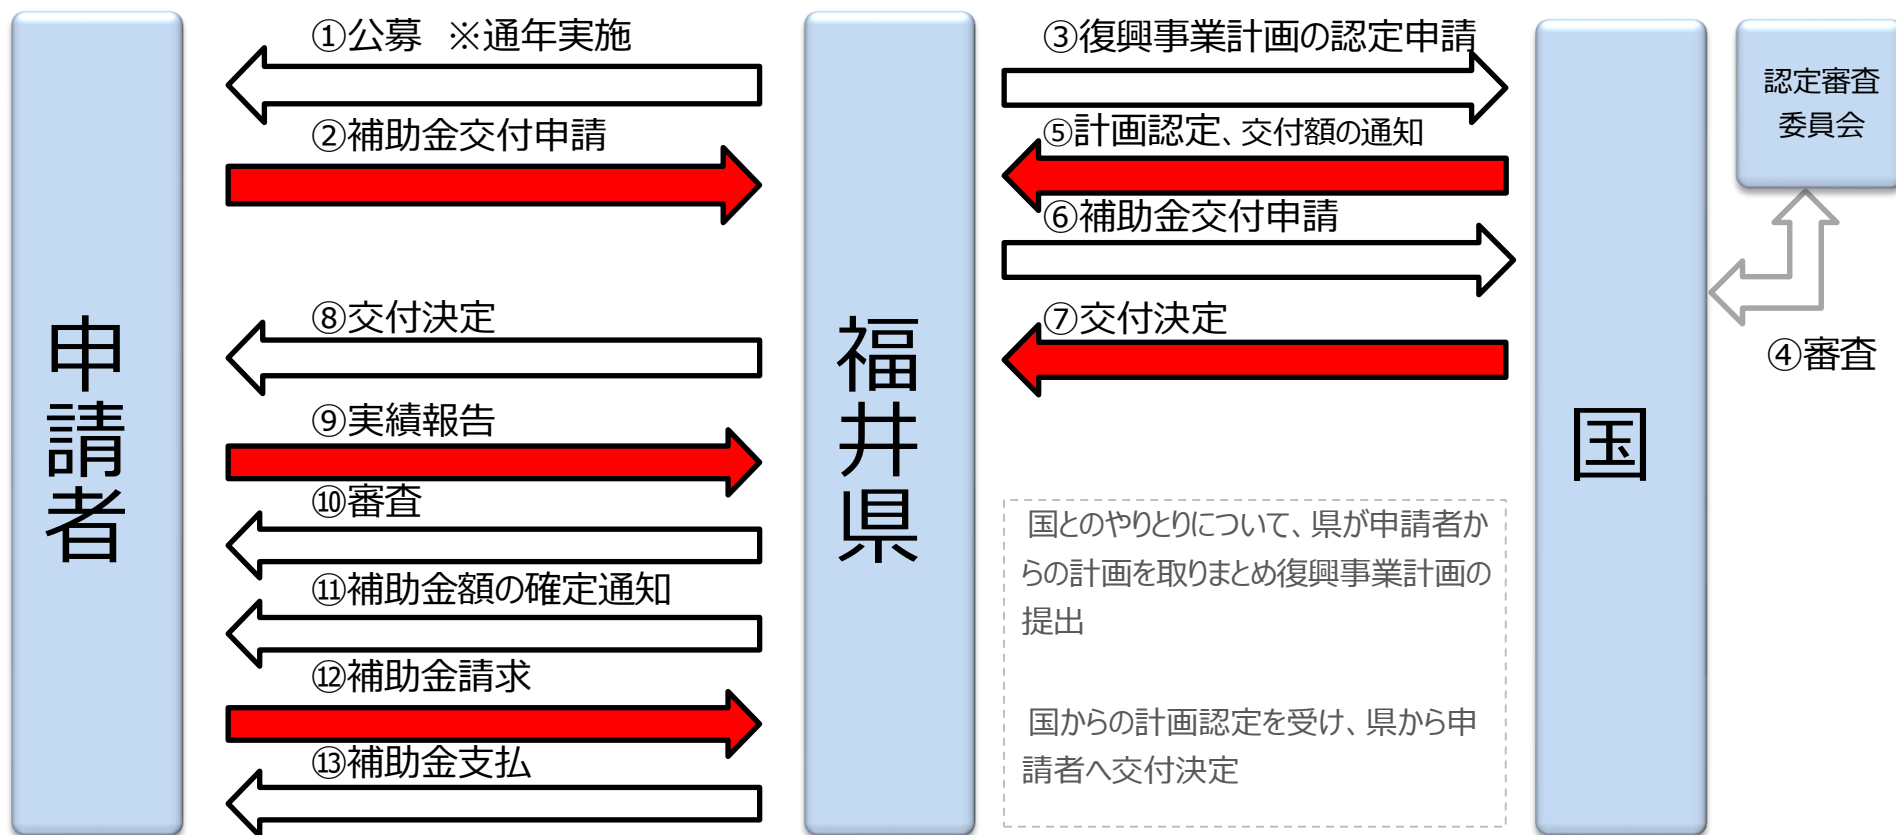 ①公募　※通年実施
②補助金交付申請
⑧交付決定
⑨実績報告
⑩審査
⑪補助金額の確定通知
⑫補助金請求
⑬補助金支払
申請者
福井県
③復興事業計画の認定申請
⑤計画認定、交付額の通知
⑥補助金交付申請
⑦交付決定
国とのやりとりについて、県が申請者か
らの計画を取りまとめ復興事業計画の
提出
国からの計画認定を受け、県から申
請者へ交付決定
国
認定審査
委員会
④審査